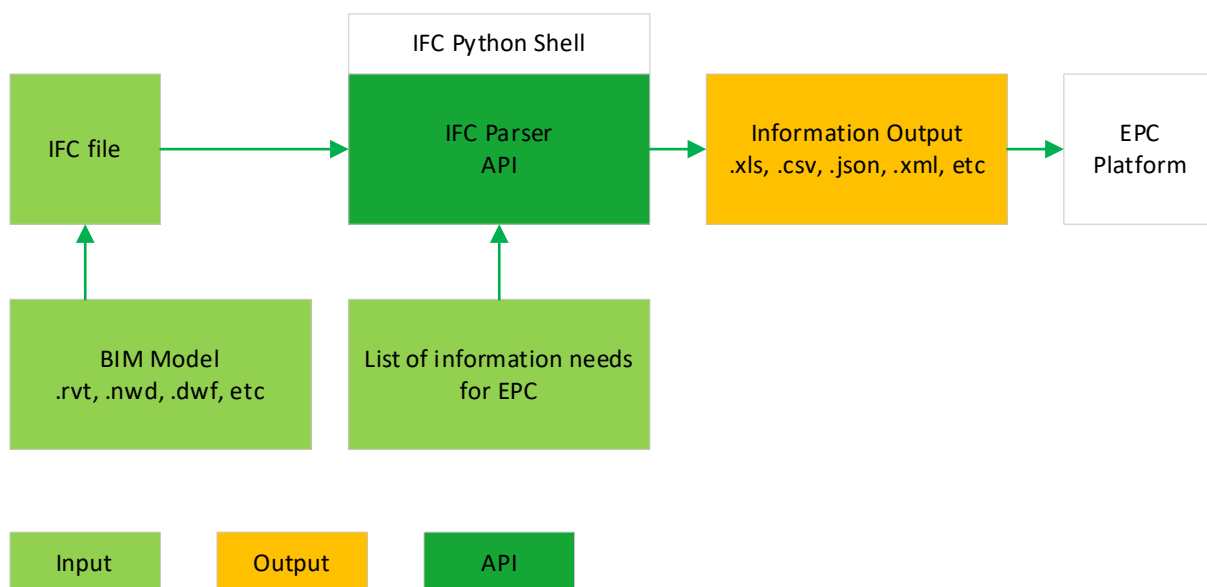 IFC Python Shell
IFC file
IFC Parser
API
Information Output
.xls, .csv, .json, .xml, etc
EPC
Platform
BIM Model
.rvt, .nwd, .dwf, etc
List of information needs
for EPC
Input
Output
API